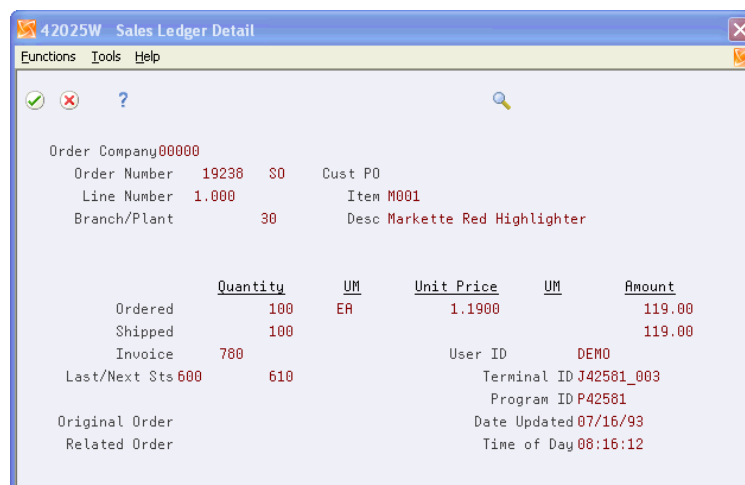 42025W Sales Ledger Detail
Functions Tools Help
?
Order Company 00000
Order Number 19238 SO Cust PO
Line Number 1.000 Item M001
Branch/Plant 30 Desc Markette Red Highlighter
Quantity UM Unit Price UM Amount
Ordered 100 EA 1.1900 119.00
Shipped 100 119.00
Invoice 780 User ID DEMO
Last/Next Sts 600 610 Terminal ID J42581_003
Program ID P42581
Original Order Date Updated 07/16/93
Related Order Time of Day 08:16:12